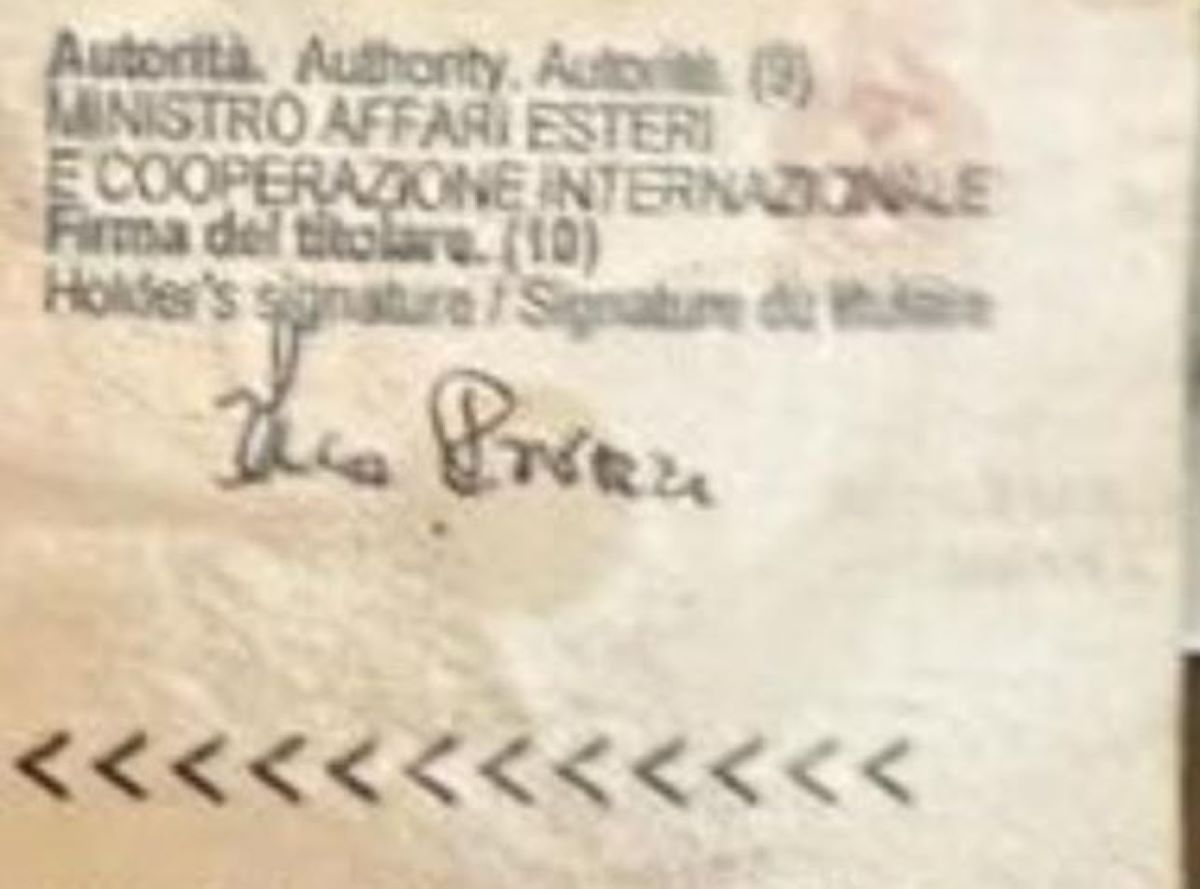 Autorità. Authority. Autorité. (9)
MINISTRO AFFARI ESTERI
E COOPERAZIONE INTERNAZIONALE
Firma del titolare. (10)
Holder's signature / Signature du titulaire
<<<<<<<<<<<<